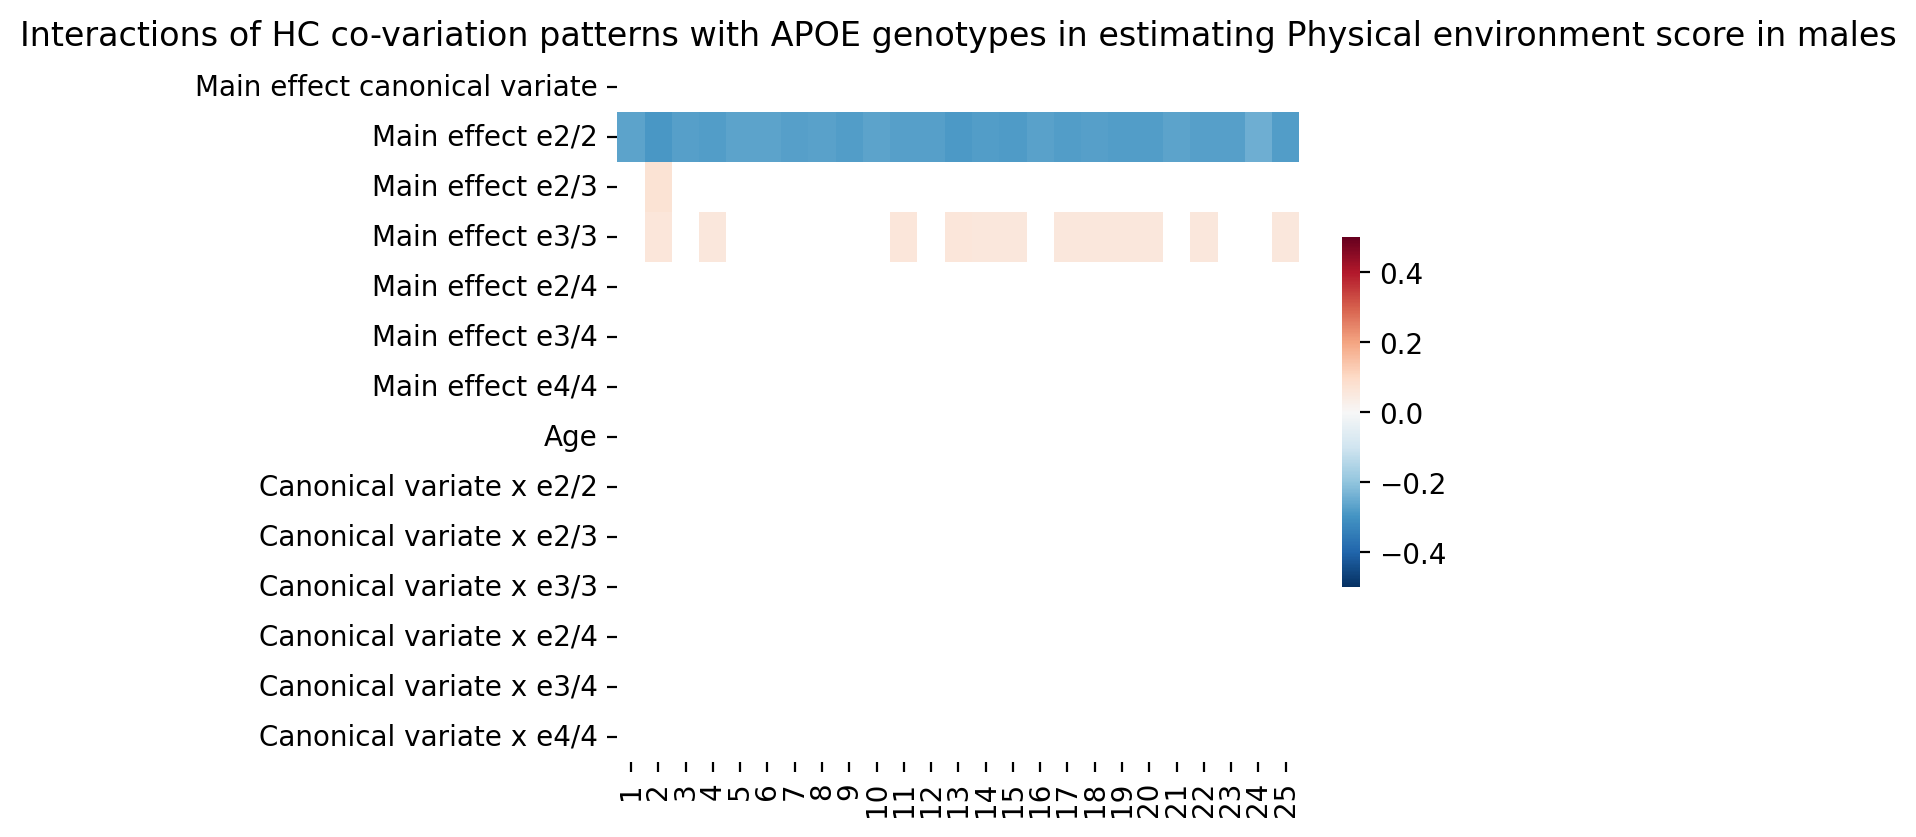 Interactions of HC co-variation patterns with APOE genotypes in estimating Physical environment score in males
Main effect canonical variate
Main effect e2/2
Main effect e2/3
Main effect e3/3
Main effect e2/4
Main effect e3/4
Main effect e4/4
Age
Canonical variate x e2/2
Canonical variate x e2/3
Canonical variate x e3/3
Canonical variate x e2/4
Canonical variate x e3/4
Canonical variate x e4/4
1 2 3 4 5 6 7 8 9 10 11 12 13 14 15 16 17 18 19 20 21 22 23 24 25
0.4
0.2
0.0
−0.2
−0.4